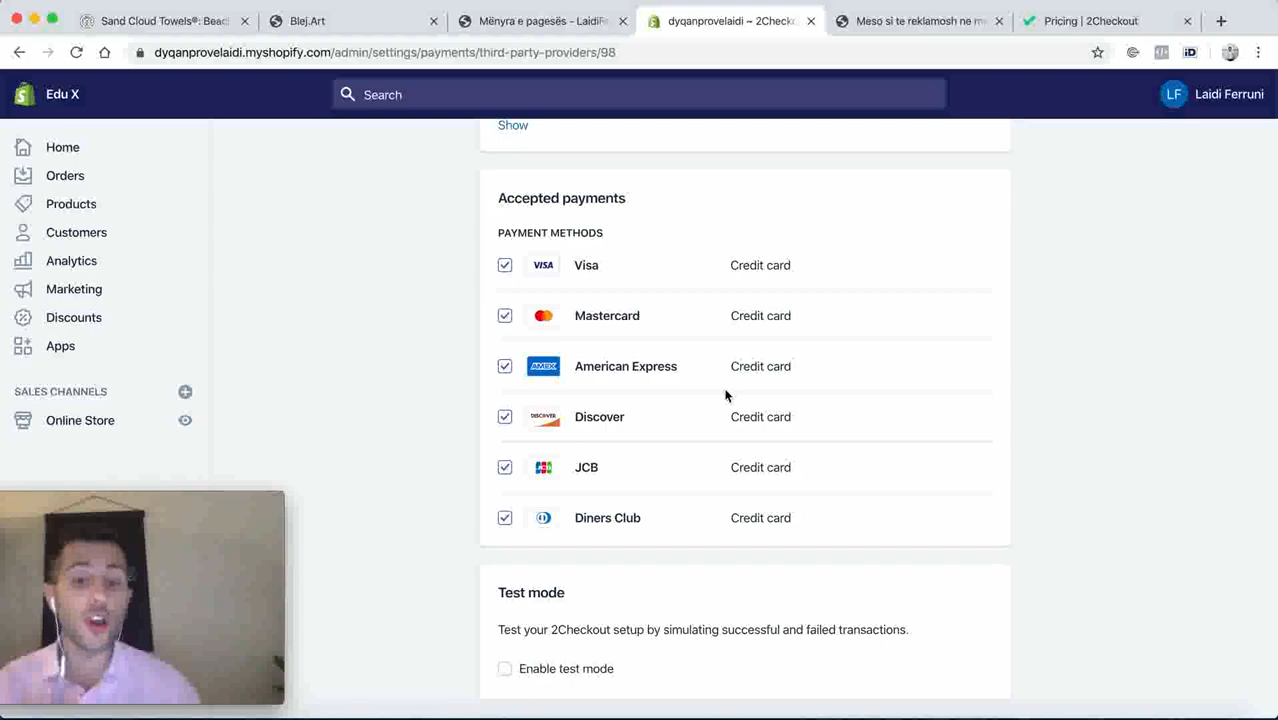 Sand Cloud Towels®: Beac
Blej.Art
Mënyra e pagesës - LaidiFe
dyqanprovelaidi ~ 2Checko
Meso si te reklamosh ne m
Pricing | 2Checkout
dyqanprovelaidi.myshopify.com/admin/settings/payments/third-party-providers/98
iD
Edu X
Search
LF Laidi Ferruni
Home
Orders
Products
Customers
Analytics
Marketing
Discounts
Apps
SALES CHANNELS
Online Store
Show
Accepted payments
PAYMENT METHODS
VISA Visa Credit card
Mastercard Credit card
AMEX American Express Credit card
DISCOVER Discover Credit card
JCB JCB Credit card
Diners Club Credit card
Test mode
Test your 2Checkout setup by simulating successful and failed transactions.
Enable test mode